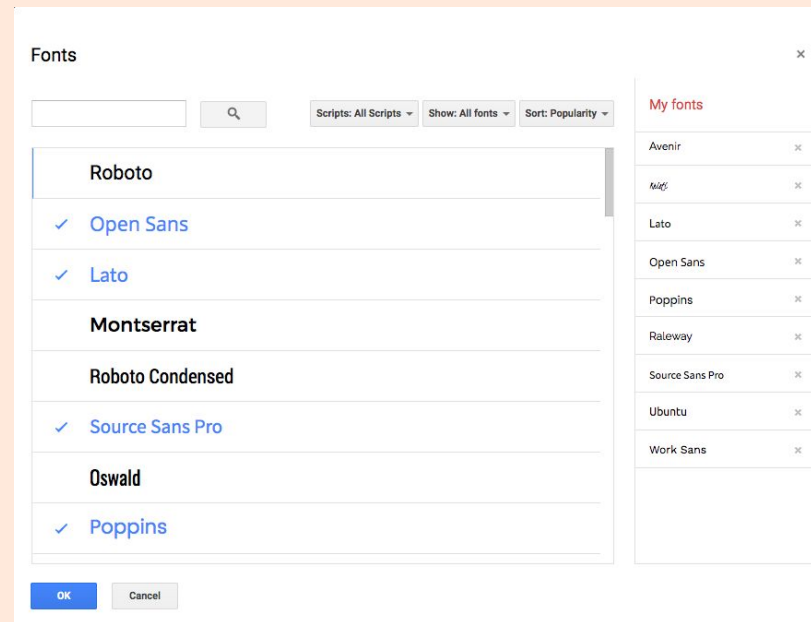 Fonts
Scripts: All Scripts
Show: All fonts
Sort: Popularity
Roboto
Open Sans
Lato
Montserrat
Roboto Condensed
Source Sans Pro
Oswald
Poppins
OK
Cancel
My fonts
Avenir
Lato
Open Sans
Poppins
Raleway
Source Sans Pro
Ubuntu
Work Sans